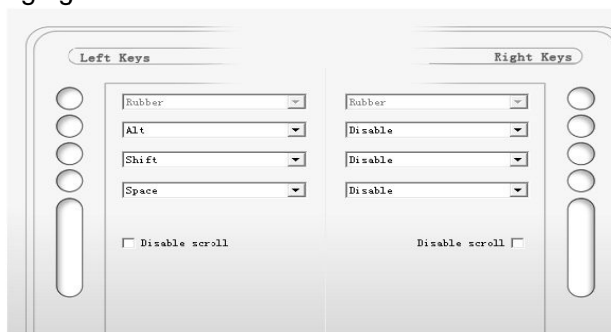 Left Keys
Right Keys
Rubber
Rubber
Alt
Disable
Shift
Disable
Space
Disable
Disable scroll
Disable scroll